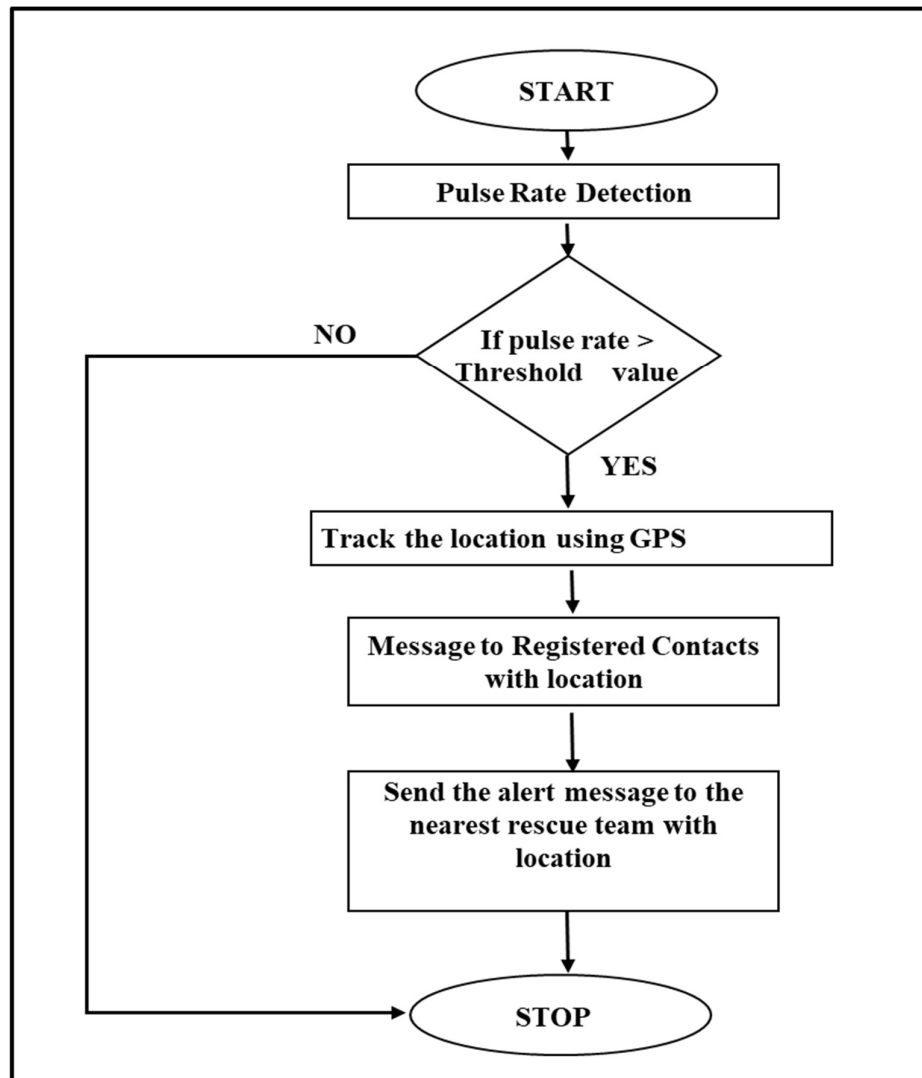 START
Pulse Rate Detection
NO
If pulse rate >
Threshold value
YES
Track the location using GPS
Message to Registered Contacts
with location
Send the alert message to the
nearest rescue team with
location
STOP